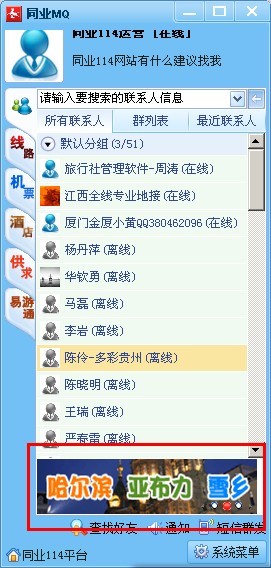 同业MQ
同业114运营【在线】
同业114网站有什么建议找我
请输入要搜索的联系人信息
所有联系人 群列表 最近联系人
线路
机票
酒店
供求
易游通
默认分组 (3/51)
旅行社管理软件-周涛 (在线)
江西全线专业地接 (在线)
厦门金厦小黄QQ380462096 (在线)
杨丹萍 (离线)
华钦勇 (离线)
马磊 (离线)
李岩 (离线)
陈伶-多彩贵州 (离线)
陈晓明 (离线)
王瑞 (离线)
严春雷 (离线)
哈尔滨 亚布力 雪乡
查找好友 通知 短信群发
同业114平台 系统菜单